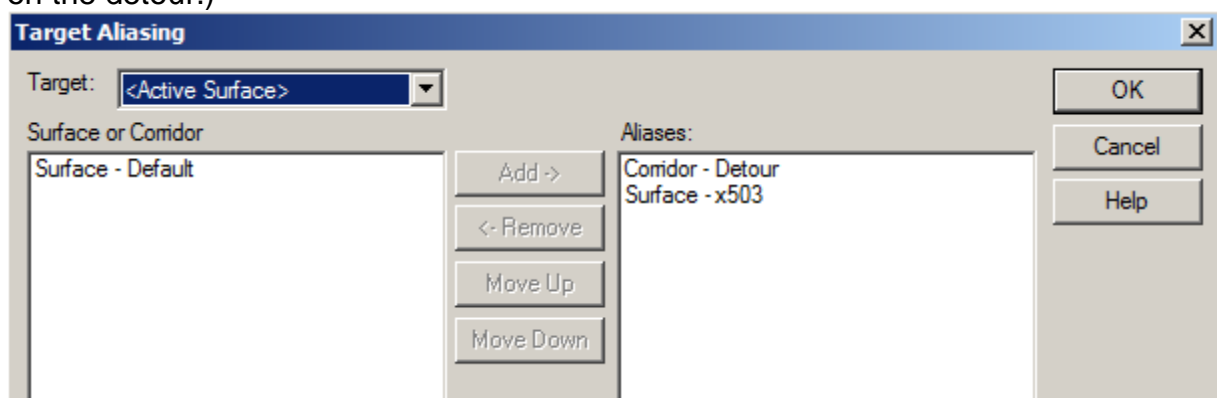 on the detour.)
Target Aliasing
Target: <Active Surface>
OK
Surface or Corridor
Aliases:
Cancel
Surface - Default
Add ->
Corridor - Detour
Surface - x503
Help
<- Remove
Move Up
Move Down